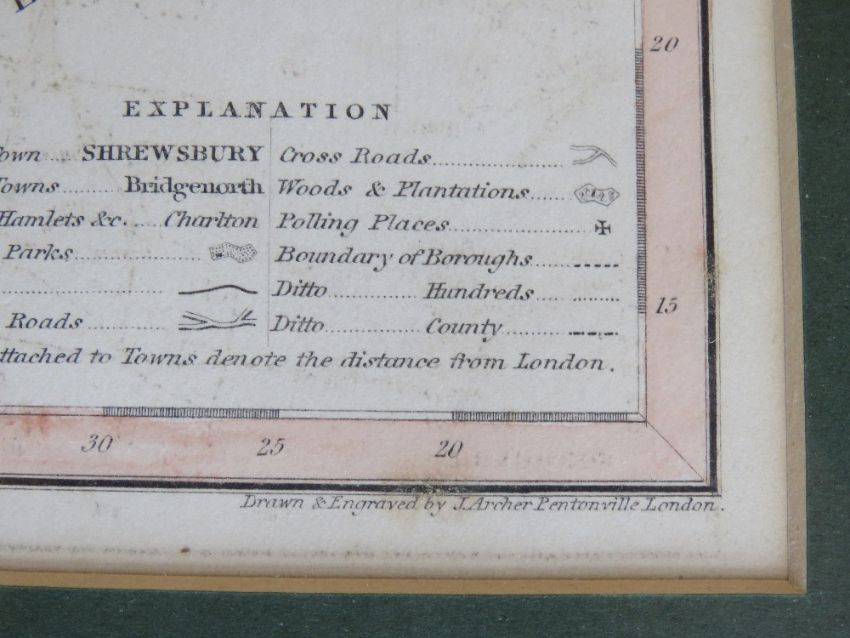 EXPLANATION
Town SHREWSBURY Cross Roads
Towns Bridgenorth Woods & Plantations
Hamlets &c. Charlton Polling Places
Parks Boundary of Boroughs
Ditto Hundreds
Roads Ditto County
attached to Towns denote the distance from London.
20
15
30 25 20
Drawn & Engraved by J. Archer Pentonville London.